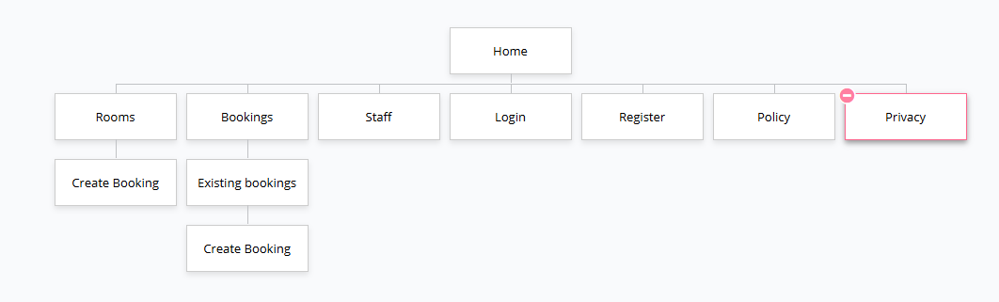 Home
Rooms
Bookings
Staff
Login
Register
Policy
Privacy
Create Booking
Existing bookings
Create Booking